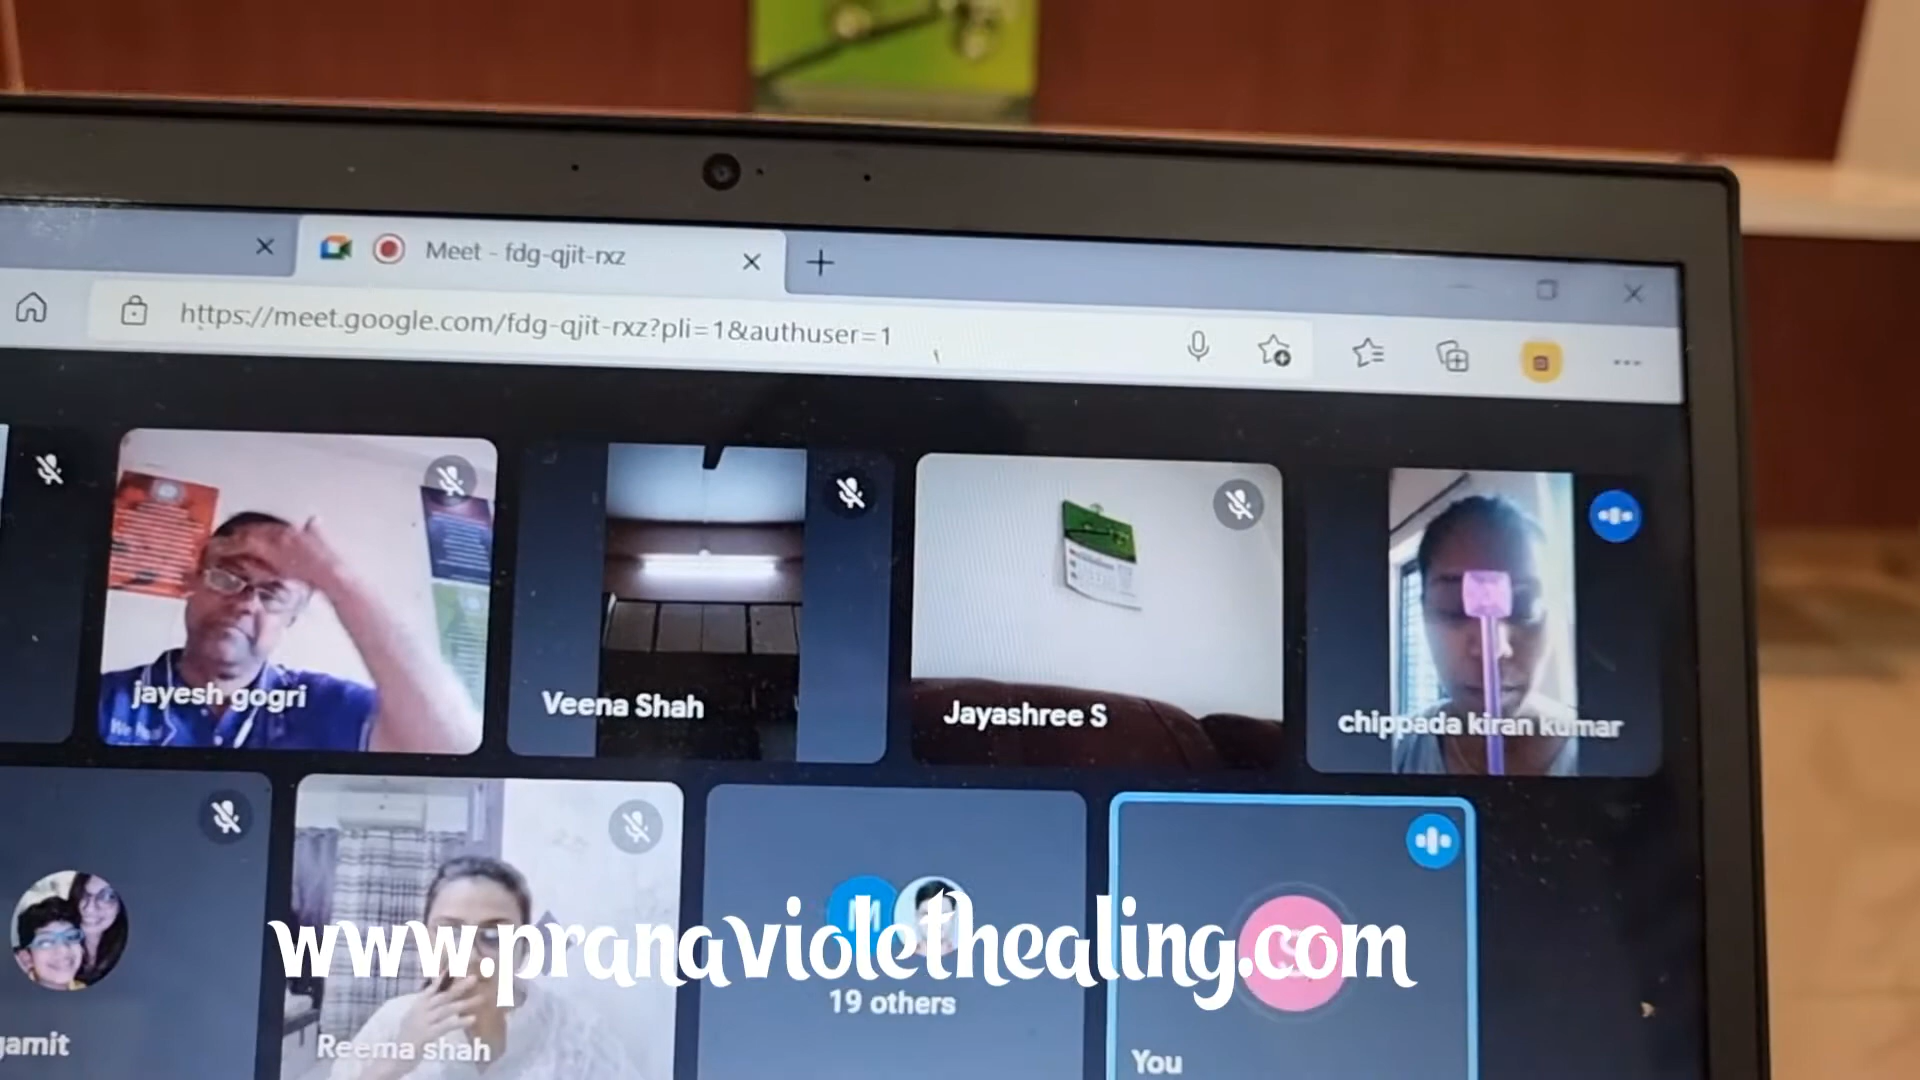 Meet - fdg-qjit-rxz
https://meet.google.com/fdg-qjit-rxz?pli=1&authuser=1
jayesh gogri
Veena Shah
Jayashree S
chippada kiran kumar
M
S
www.pranaviolethealing.com
19 others
gamit
Reema shah
You